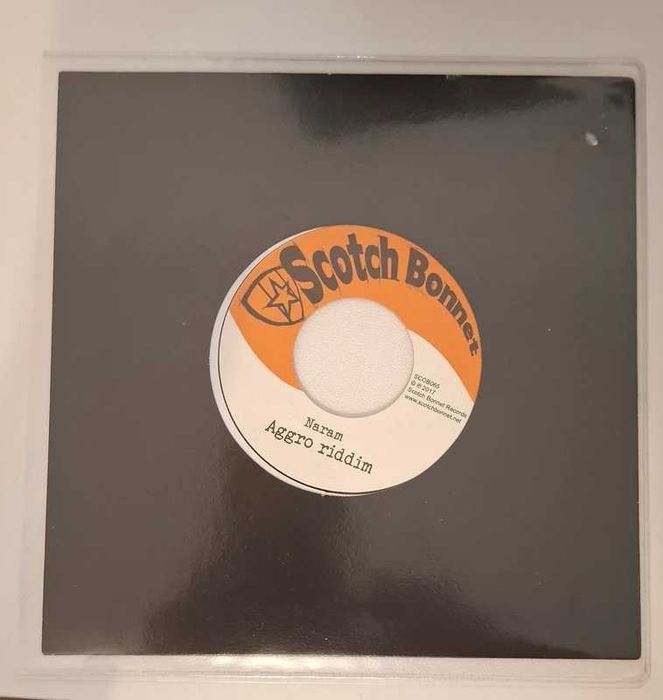 Scotch Bonnet
SCOB065
© ℗ 2017
Scotch Bonnet Records
www.scotchbonnet.net
Naram
Aggro riddim